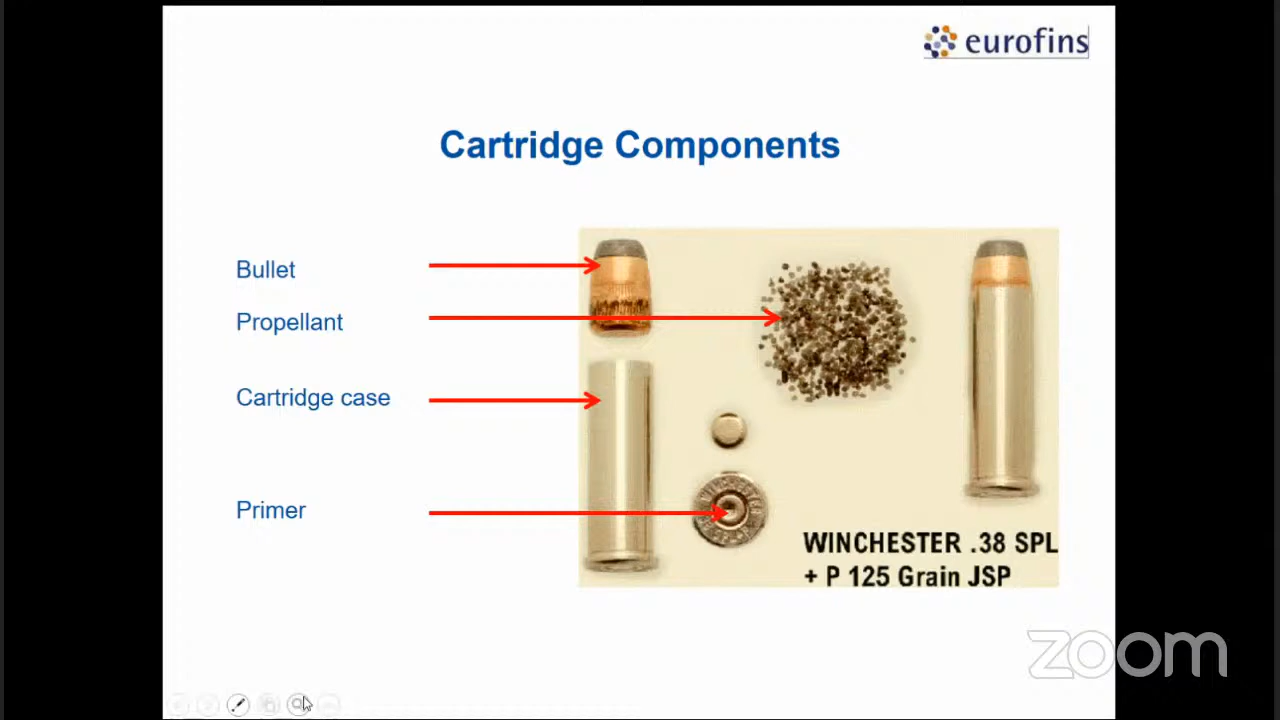 eurofins
Cartridge Components
Bullet
Propellant
Cartridge case
Primer
WINCHESTER .38 SPL
+ P 125 Grain JSP
zoom